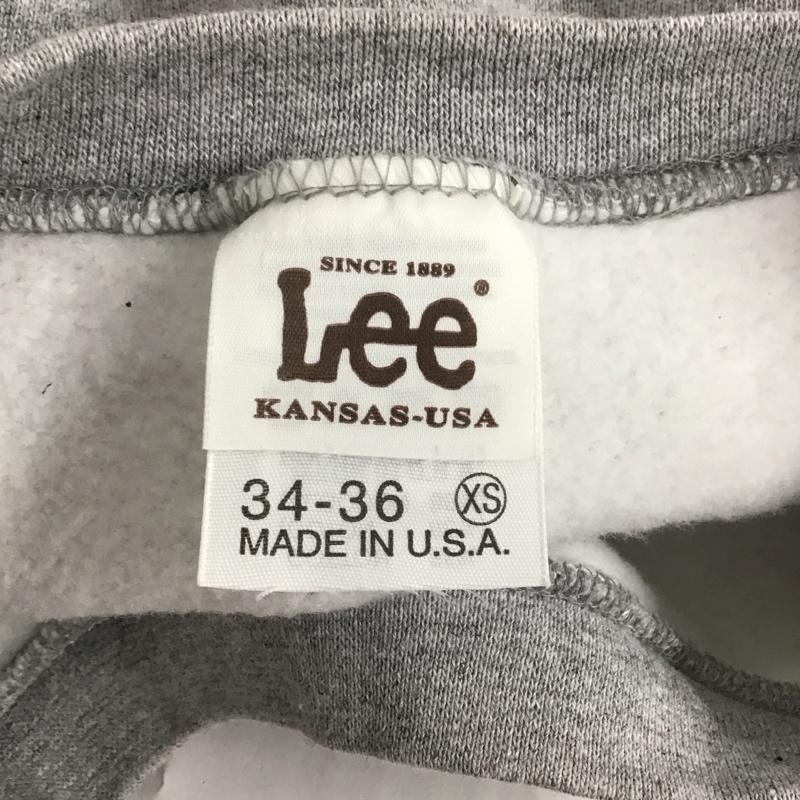 SINCE 1889
Lee®
KANSAS-USA
34-36 XS
MADE IN U.S.A.